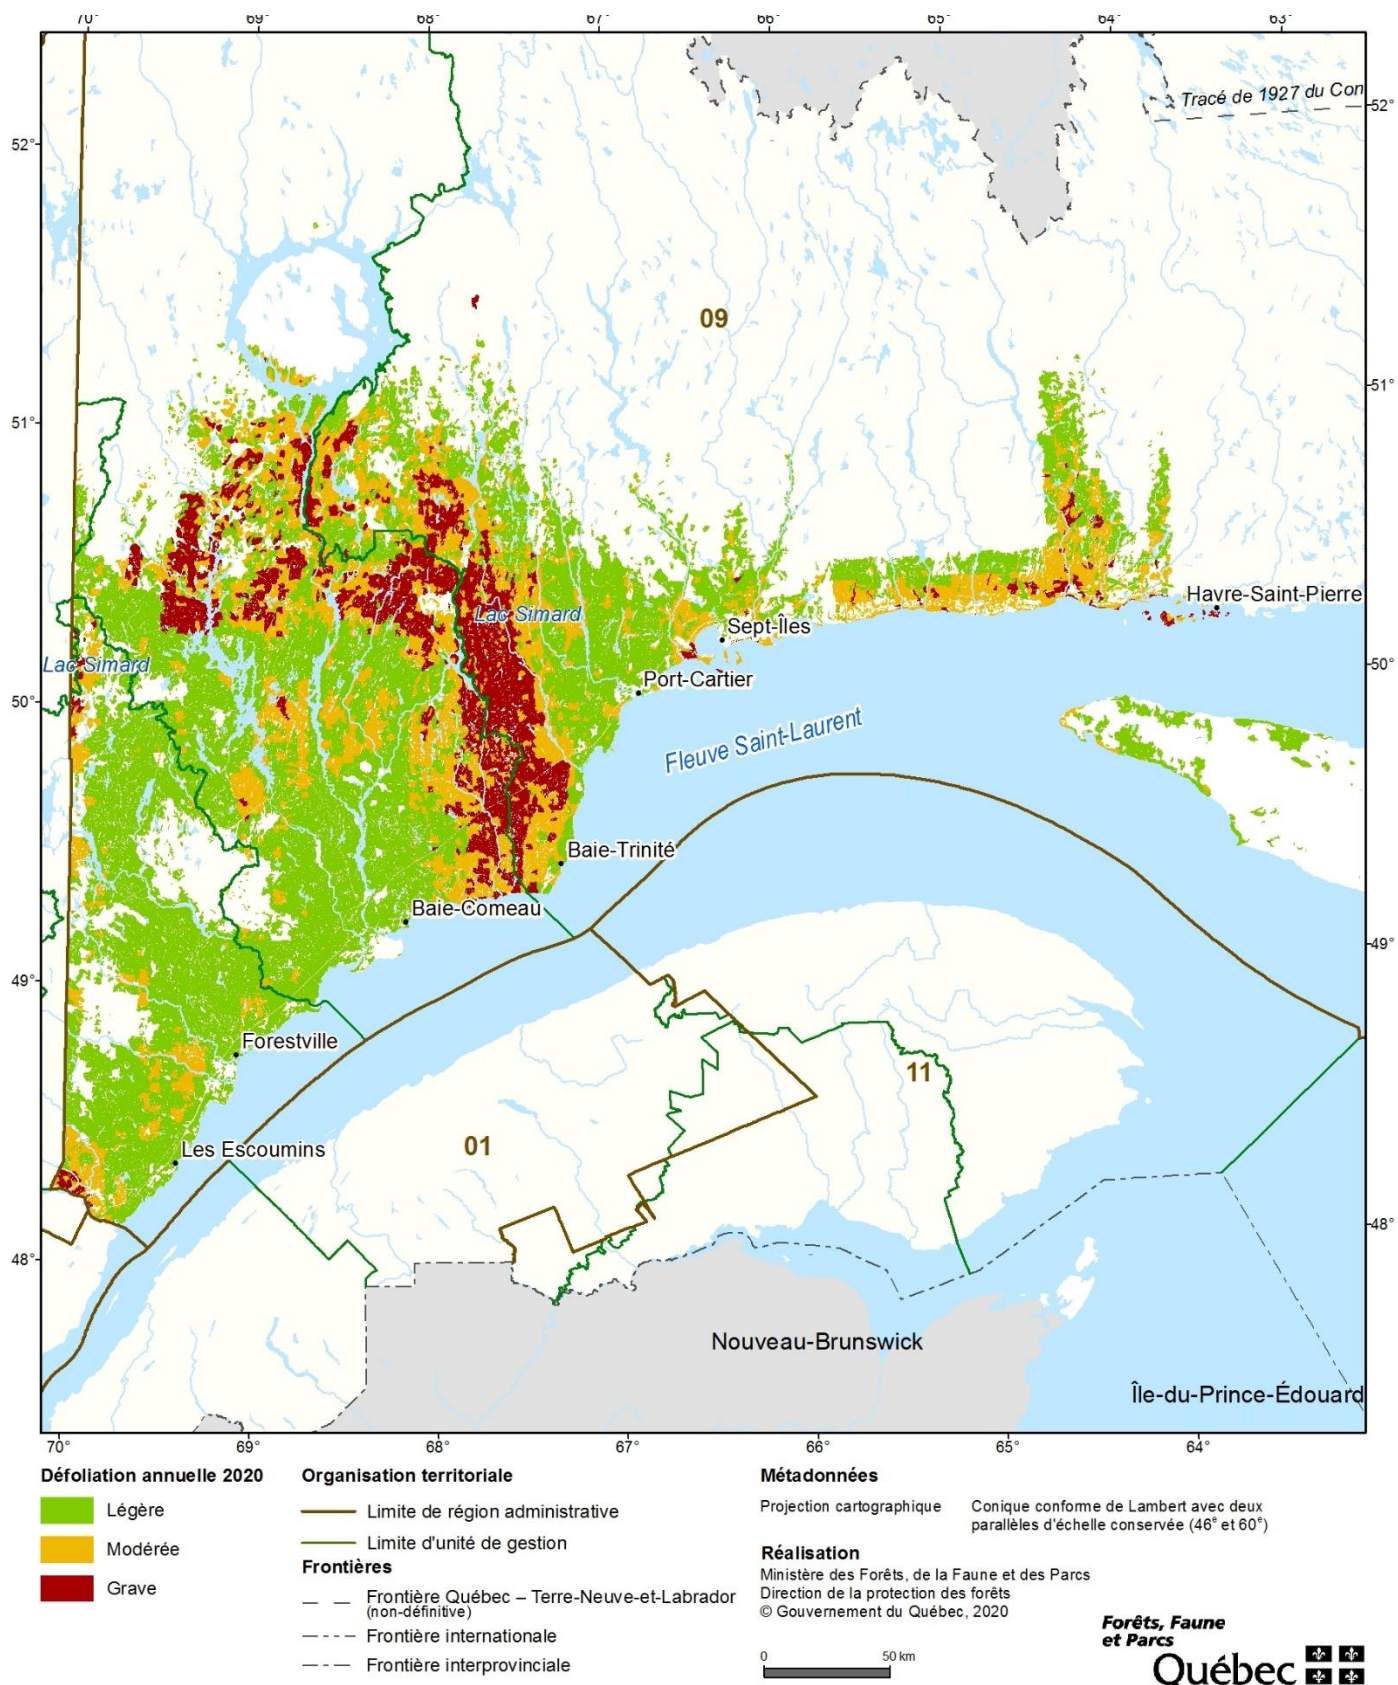 70° 69° 68° 67° 66° 65° 64° 63°
Tracé de 1927 du Con
52°
52°
09
51°
51°
Havre-Saint-Pierre
Lac Simard
Sept-Îles
Lac Simard
50°
Port-Cartier
50°
Fleuve Saint-Laurent
Baie-Trinité
Baie-Comeau
49°
49°
Forestville
11
01
Les Escoumins
48°
48°
Nouveau-Brunswick
Île-du-Prince-Édouard
70° 69° 68° 67° 66° 65° 64°
Défoliation annuelle 2020
Légère
Modérée
Grave
Organisation territoriale
Limite de région administrative
Limite d'unité de gestion
Frontières
Frontière Québec – Terre-Neuve-et-Labrador
(non-définitive)
Frontière internationale
Frontière interprovinciale
Métadonnées
Projection cartographique Conique conforme de Lambert avec deux
parallèles d'échelle conservée (46e et 60e)
Réalisation
Ministère des Forêts, de la Faune et des Parcs
Direction de la protection des forêts
© Gouvernement du Québec, 2020
0 50 km
Forêts, Faune
et Parcs
Québec